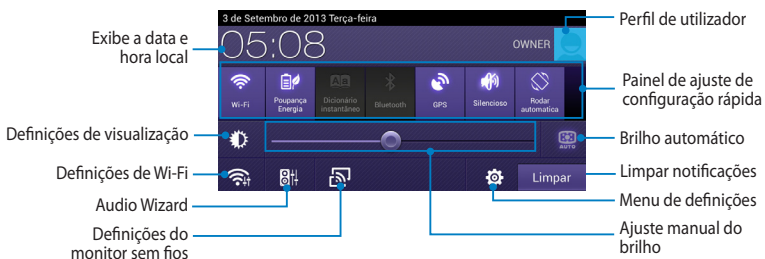 3 de Setembro de 2013 Terça-feira
05:08
OWNER
Wi-Fi
Poupança
Energia
Dicionário
instantâneo
Bluetooth
GPS
Silencioso
Rodar
automatica
AUTO
Limpar
Exibe a data e
hora local
Definições de visualização
Definições de Wi-Fi
Audio Wizard
Definições do
monitor sem fios
Perfil de utilizador
Painel de ajuste de
configuração rápida
Brilho automático
Limpar notificações
Menu de definições
Ajuste manual do
brilho